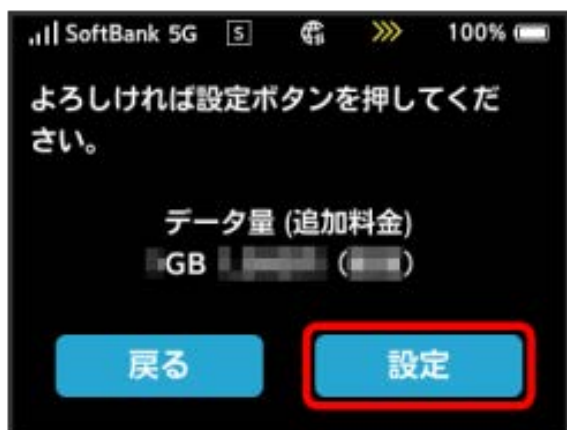 SoftBank 5G S 100%
よろしければ設定ボタンを押してくだ
さい。
データ量 (追加料金)
GB
戻る 設定